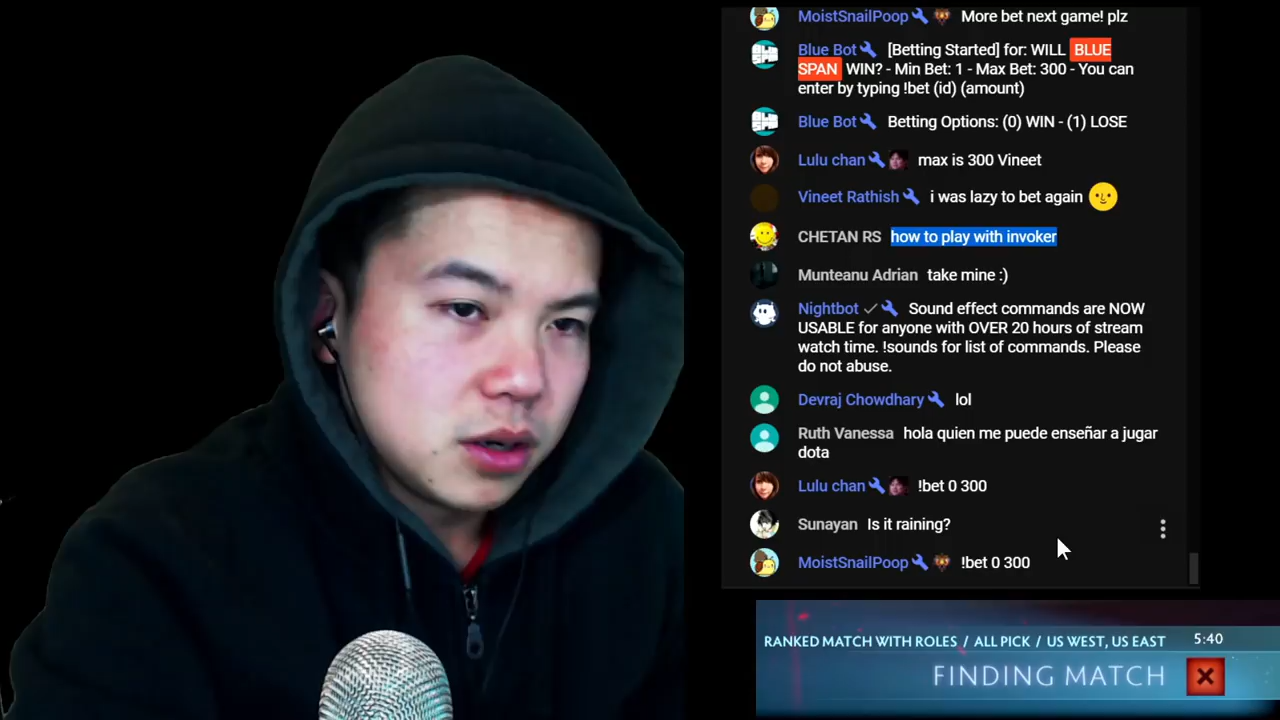 MoistSnailPoop More bet next game! plz
Blue Bot [Betting Started] for: WILL BLUE
SPAN WIN? - Min Bet: 1 - Max Bet: 300 - You can
enter by typing !bet (id) (amount)
Blue Bot Betting Options: (0) WIN - (1) LOSE
Lulu chan max is 300 Vineet
Vineet Rathish i was lazy to bet again
CHETAN RS how to play with invoker
Munteanu Adrian take mine :)
Nightbot Sound effect commands are NOW
USABLE for anyone with OVER 20 hours of stream
watch time. !sounds for list of commands. Please
do not abuse.
Devraj Chowdhary lol
Ruth Vanessa hola quien me puede enseñar a jugar
dota
Lulu chan !bet 0 300
Sunayan Is it raining?
MoistSnailPoop !bet 0 300
RANKED MATCH WITH ROLES / ALL PICK / US WEST, US EAST 5:40
FINDING MATCH